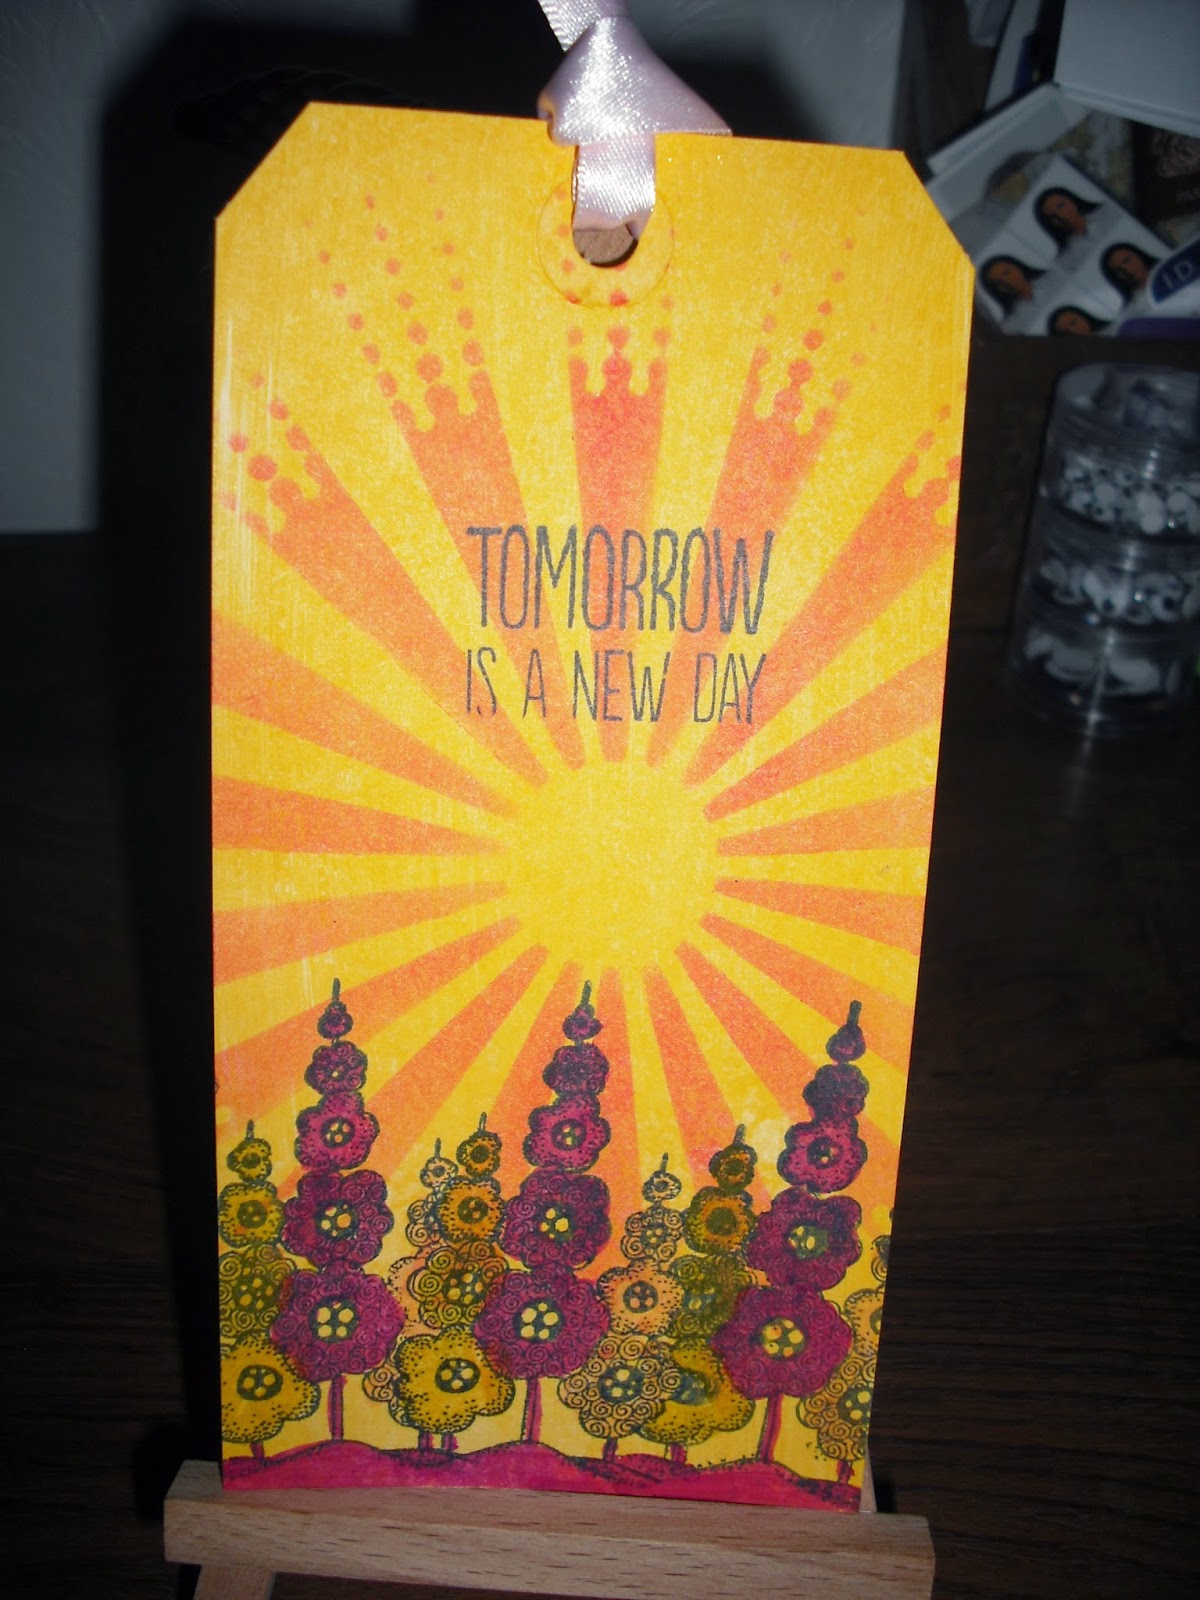 TOMORROW
IS A NEW DAY
I.D.